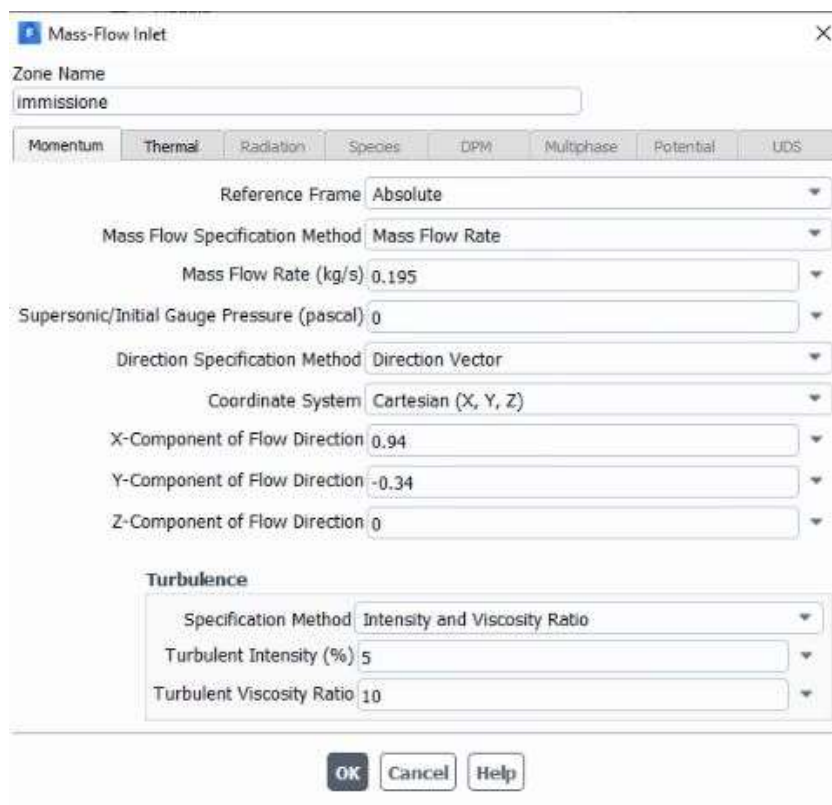 Mass-Flow Inlet
Zone Name
immissione
Momentum Thermal Radiation Species DPM Multiphase Potential UDS
Reference Frame Absolute
Mass Flow Specification Method Mass Flow Rate
Mass Flow Rate (kg/s) 0.195
Supersonic/Initial Gauge Pressure (pascal) 0
Direction Specification Method Direction Vector
Coordinate System Cartesian (X, Y, Z)
X-Component of Flow Direction 0.94
Y-Component of Flow Direction -0.34
Z-Component of Flow Direction 0
Turbulence
Specification Method Intensity and Viscosity Ratio
Turbulent Intensity (%) 5
Turbulent Viscosity Ratio 10
OK Cancel Help